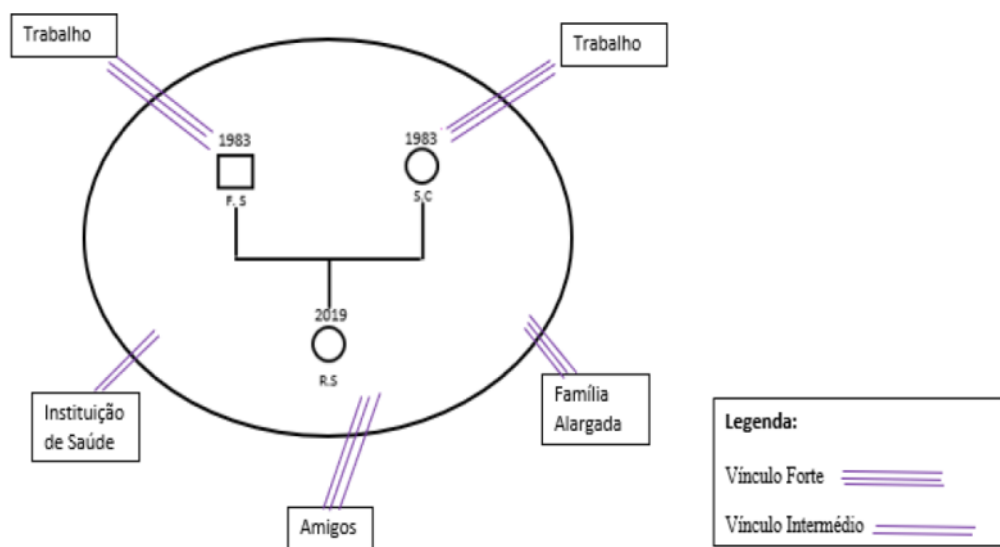 Trabalho
Trabalho
1983
1983
F. S
S.C
2019
R.S
Instituição
de Saúde
Família
Alargada
Amigos
Legenda:
Vínculo Forte
Vínculo Intermédio